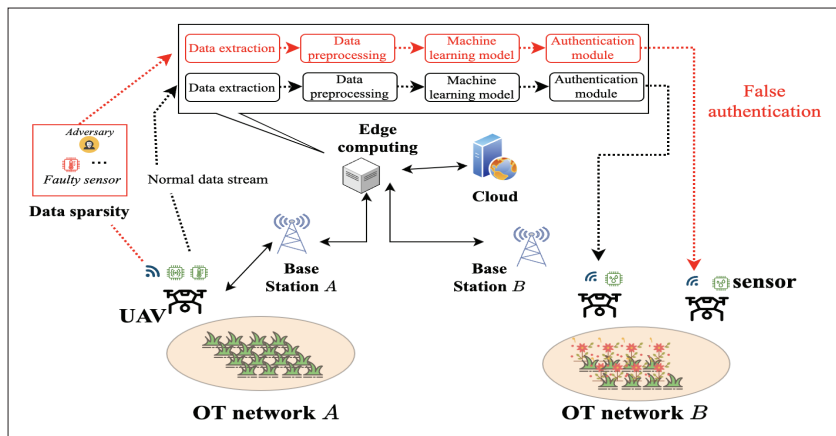 Data extraction
Data
preprocessing
Machine
learning model
Authentication
module
Data extraction
Data
preprocessing
Machine
learning model
Authentication
module
False
authentication
Adversary
...
Faulty sensor
Data sparsity
Normal data stream
Edge
computing
Cloud
Base
Station A
Base
Station B
UAV
sensor
OT network A
OT network B